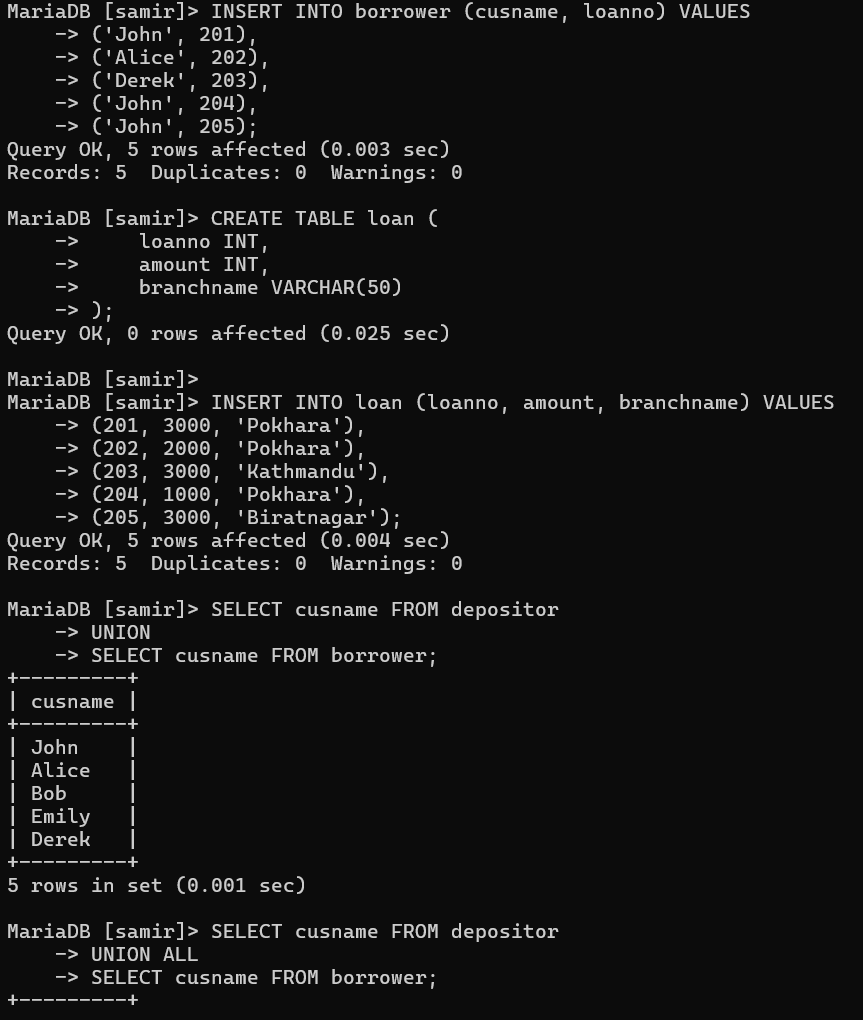 MariaDB [samir]> INSERT INTO borrower (cusname, loanno) VALUES
    -> ('John', 201),
    -> ('Alice', 202),
    -> ('Derek', 203),
    -> ('John', 204),
    -> ('John', 205);
Query OK, 5 rows affected (0.003 sec)
Records: 5  Duplicates: 0  Warnings: 0

MariaDB [samir]> CREATE TABLE loan (
    ->     loanno INT,
    ->     amount INT,
    ->     branchname VARCHAR(50)
    -> );
Query OK, 0 rows affected (0.025 sec)

MariaDB [samir]>
MariaDB [samir]> INSERT INTO loan (loanno, amount, branchname) VALUES
    -> (201, 3000, 'Pokhara'),
    -> (202, 2000, 'Pokhara'),
    -> (203, 3000, 'Kathmandu'),
    -> (204, 1000, 'Pokhara'),
    -> (205, 3000, 'Biratnagar');
Query OK, 5 rows affected (0.004 sec)
Records: 5  Duplicates: 0  Warnings: 0

MariaDB [samir]> SELECT cusname FROM depositor
    -> UNION
    -> SELECT cusname FROM borrower;
+---------+
| cusname |
+---------+
| John    |
| Alice   |
| Bob     |
| Emily   |
| Derek   |
+---------+
5 rows in set (0.001 sec)

MariaDB [samir]> SELECT cusname FROM depositor
    -> UNION ALL
    -> SELECT cusname FROM borrower;
+---------+